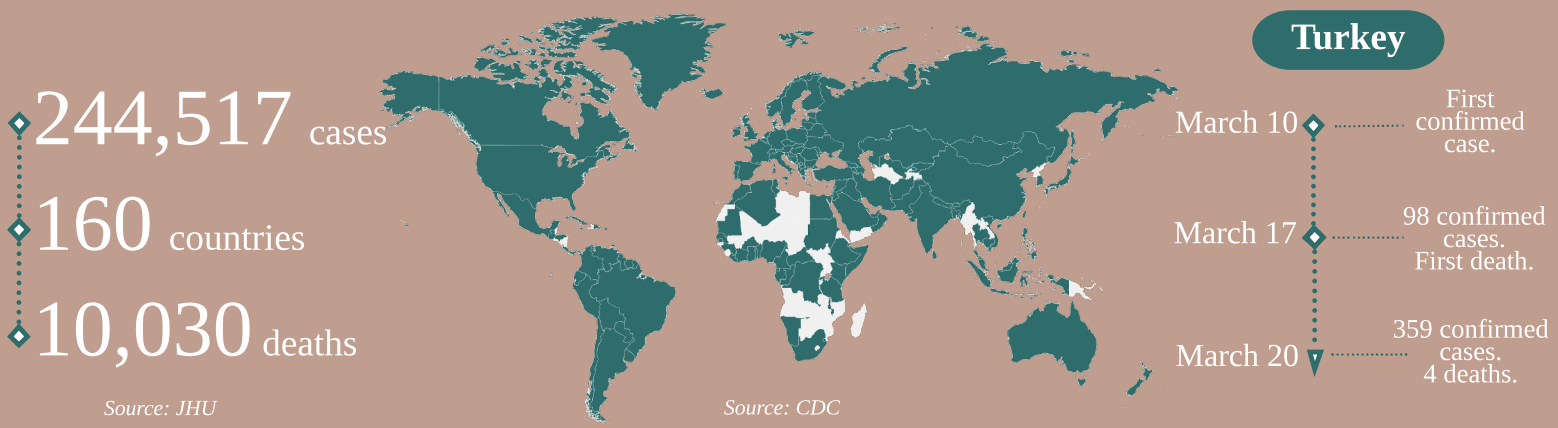 244,517 cases
160 countries
10,030 deaths
Source: JHU
Source: CDC
Turkey
March 10
First
confirmed
case.
March 17
98 confirmed
cases.
First death.
March 20
359 confirmed
cases.
4 deaths.